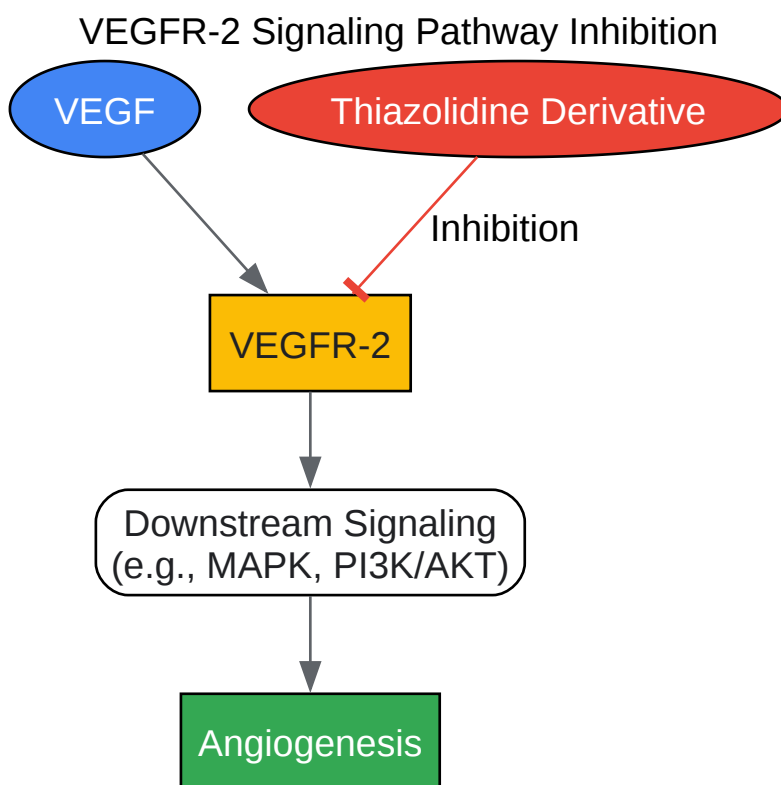 VEGFR-2 Signaling Pathway Inhibition
VEGF
Thiazolidine Derivative
Inhibition
VEGFR-2
Downstream Signaling
(e.g., MAPK, PI3K/AKT)
Angiogenesis